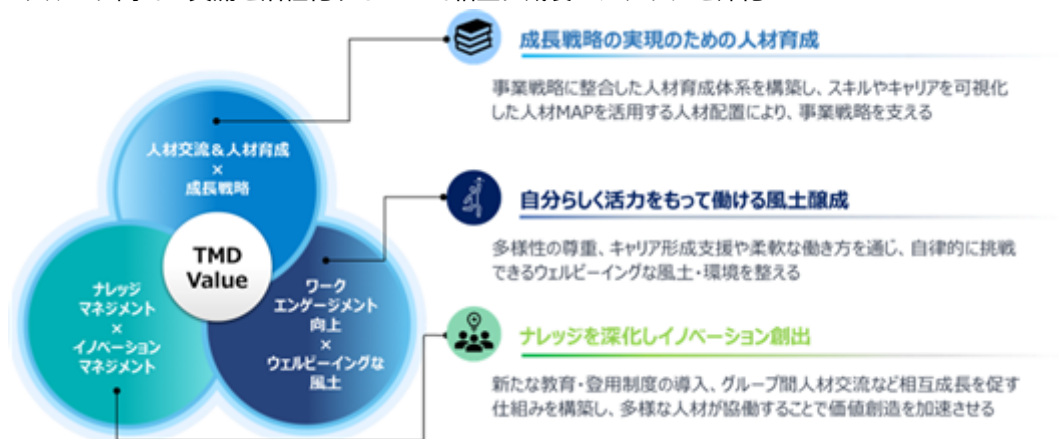 成長戦略の実現のための人材育成
事業戦略に整合した人材育成体系を構築し、スキルやキャリアを可視化
した人材MAPを活用する人材配置により、事業戦略を支える
人材交流&人材育成
×
成長戦略
自分らしく活力をもって働ける風土醸成
多様性の尊重、キャリア形成支援や柔軟な働き方を通じ、自律的に挑戦
できるウェルビーイングな風土・環境を整える
TMD
Value
ナレッジ
マネジメント
×
イノベーション
マネジメント
ワーク
エンゲージメント
向上
×
ウェルビーイングな
風土
ナレッジを深化しイノベーション創出
新たな教育・登用制度の導入、グループ間人材交流など相互成長を促す
仕組みを構築し、多様な人材が協働することで価値創造を加速させる